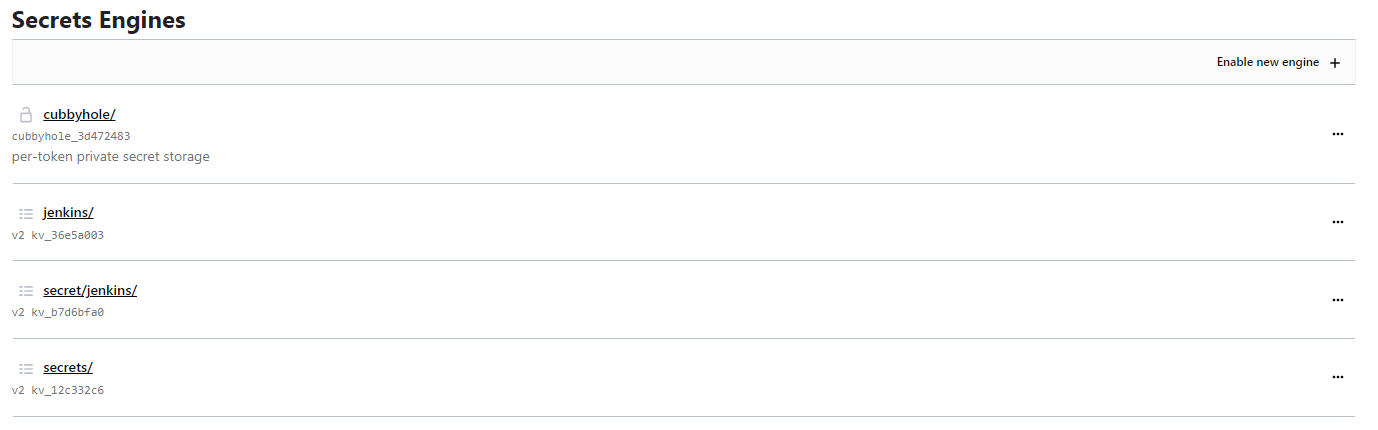 Secrets Engines
Enable new engine +
cubbyhole/
cubbyhole_3d472483
per-token private secret storage
jenkins/
v2 kv_36e5a003
secret/jenkins/
v2 kv_b7d6bfa0
secrets/
v2 kv_12c332c6